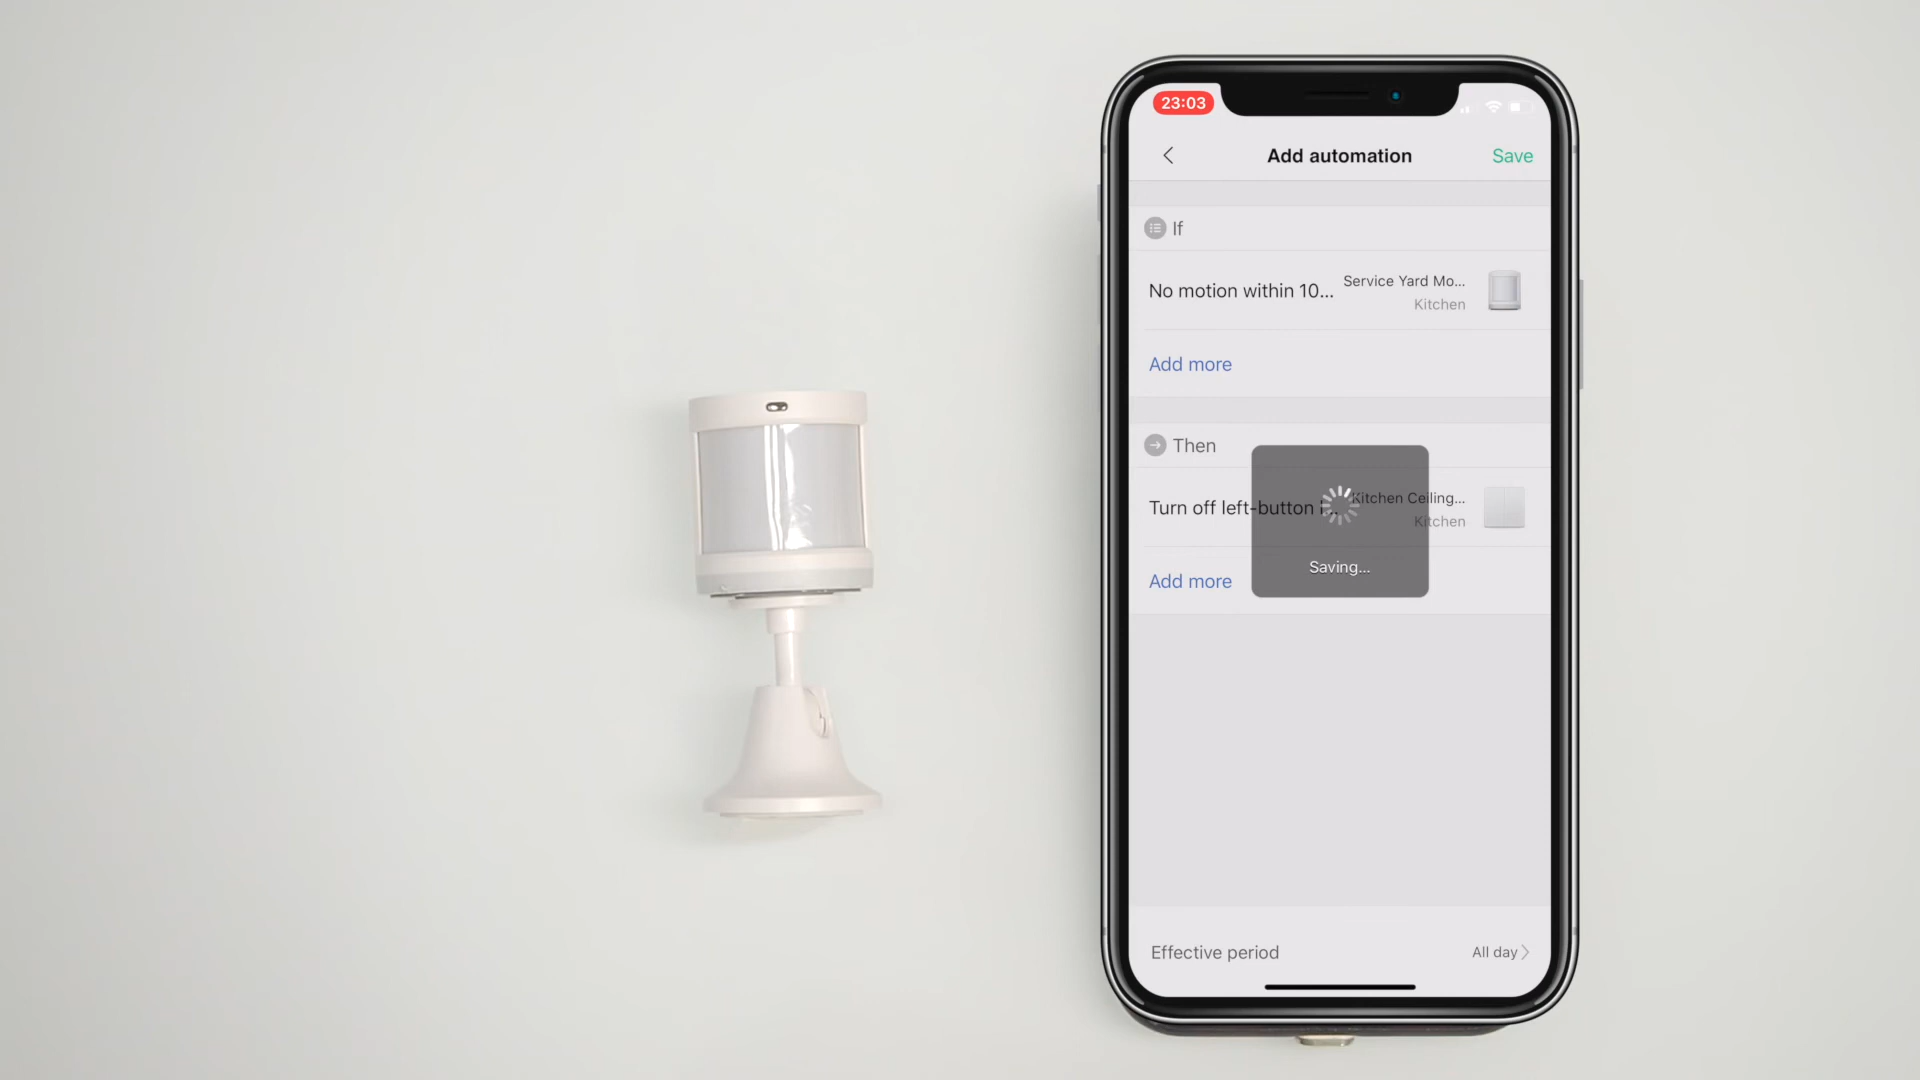 23:03
Add automation
Save
If
No motion within 10...
Service Yard Mo...
Kitchen
Add more
Then
Turn off left-button i...
Kitchen Ceiling...
Kitchen
Saving...
Add more
Effective period
All day